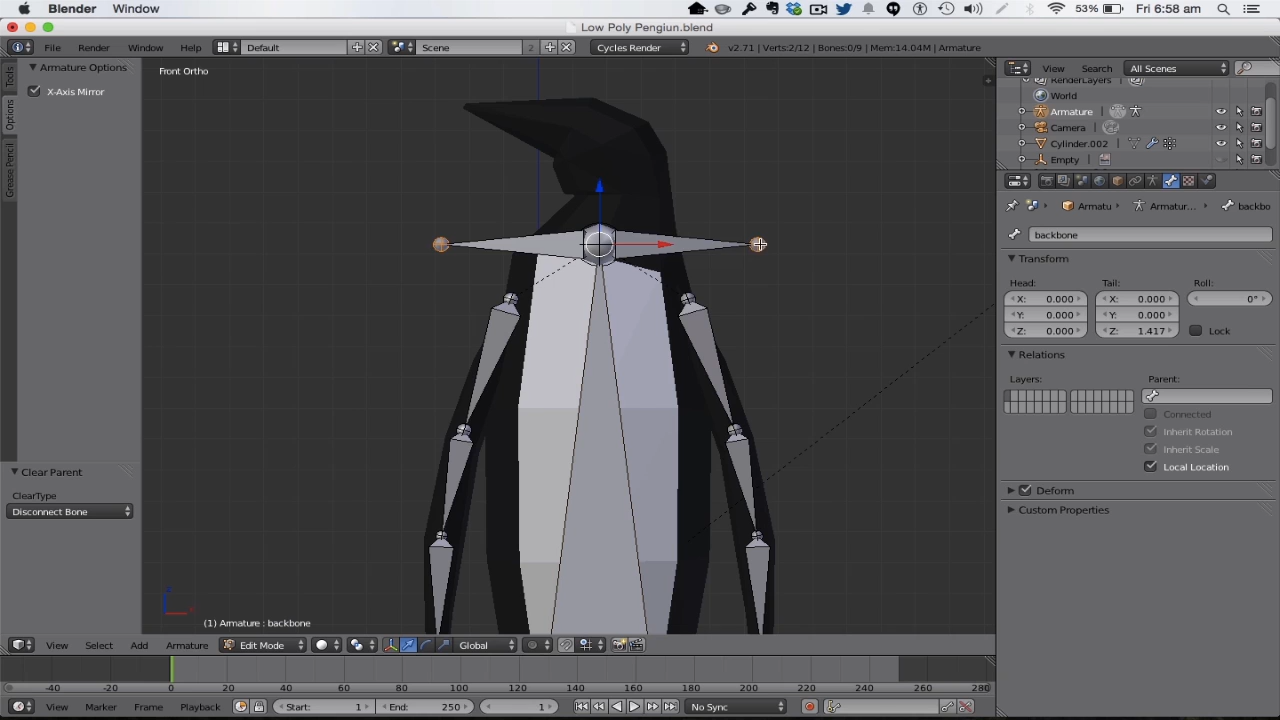 Blender Window 53% Fri 6:58 am
Low Poly Pengiun.blend
File Render Window Help Default Scene 2 Cycles Render v2.71 | Verts:2/12 | Bones:0/9 | Mem:14.04M | Armature
Tools
Options
Grease Pencil
Armature Options
X-Axis Mirror
Clear Parent
ClearType
Disconnect Bone
Front Ortho
(1) Armature : backbone
View Select Add Armature Edit Mode Global
View Search All Scenes
RenderLayers
World
Armature
Camera
Cylinder.002
Empty
Armatu Armatur... backbo
backbone
Transform
Head: Tail: Roll:
X: 0.000 X: 0.000 0°
Y: 0.000 Y: 0.000
Z: 0.000 Z: 1.417 Lock
Relations
Layers: Parent:
Connected
Inherit Rotation
Inherit Scale
Local Location
Deform
Custom Properties
-40 -20 0 20 40 60 80 100 120 140 160 180 200 220 240 260 280
View Marker Frame Playback Start: 1 End: 250 1 No Sync